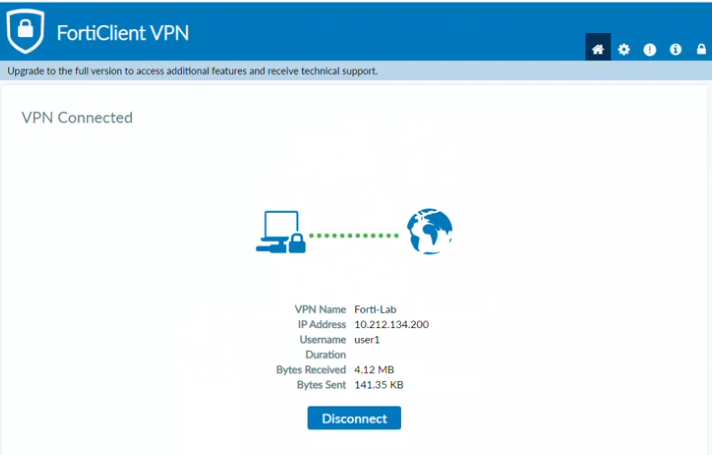 FortiClient VPN
Upgrade to the full version to access additional features and receive technical support.
VPN Connected
VPN Name Forti-Lab
IP Address 10.212.134.200
Username user1
Duration
Bytes Received 4.12 MB
Bytes Sent 141.35 KB
Disconnect